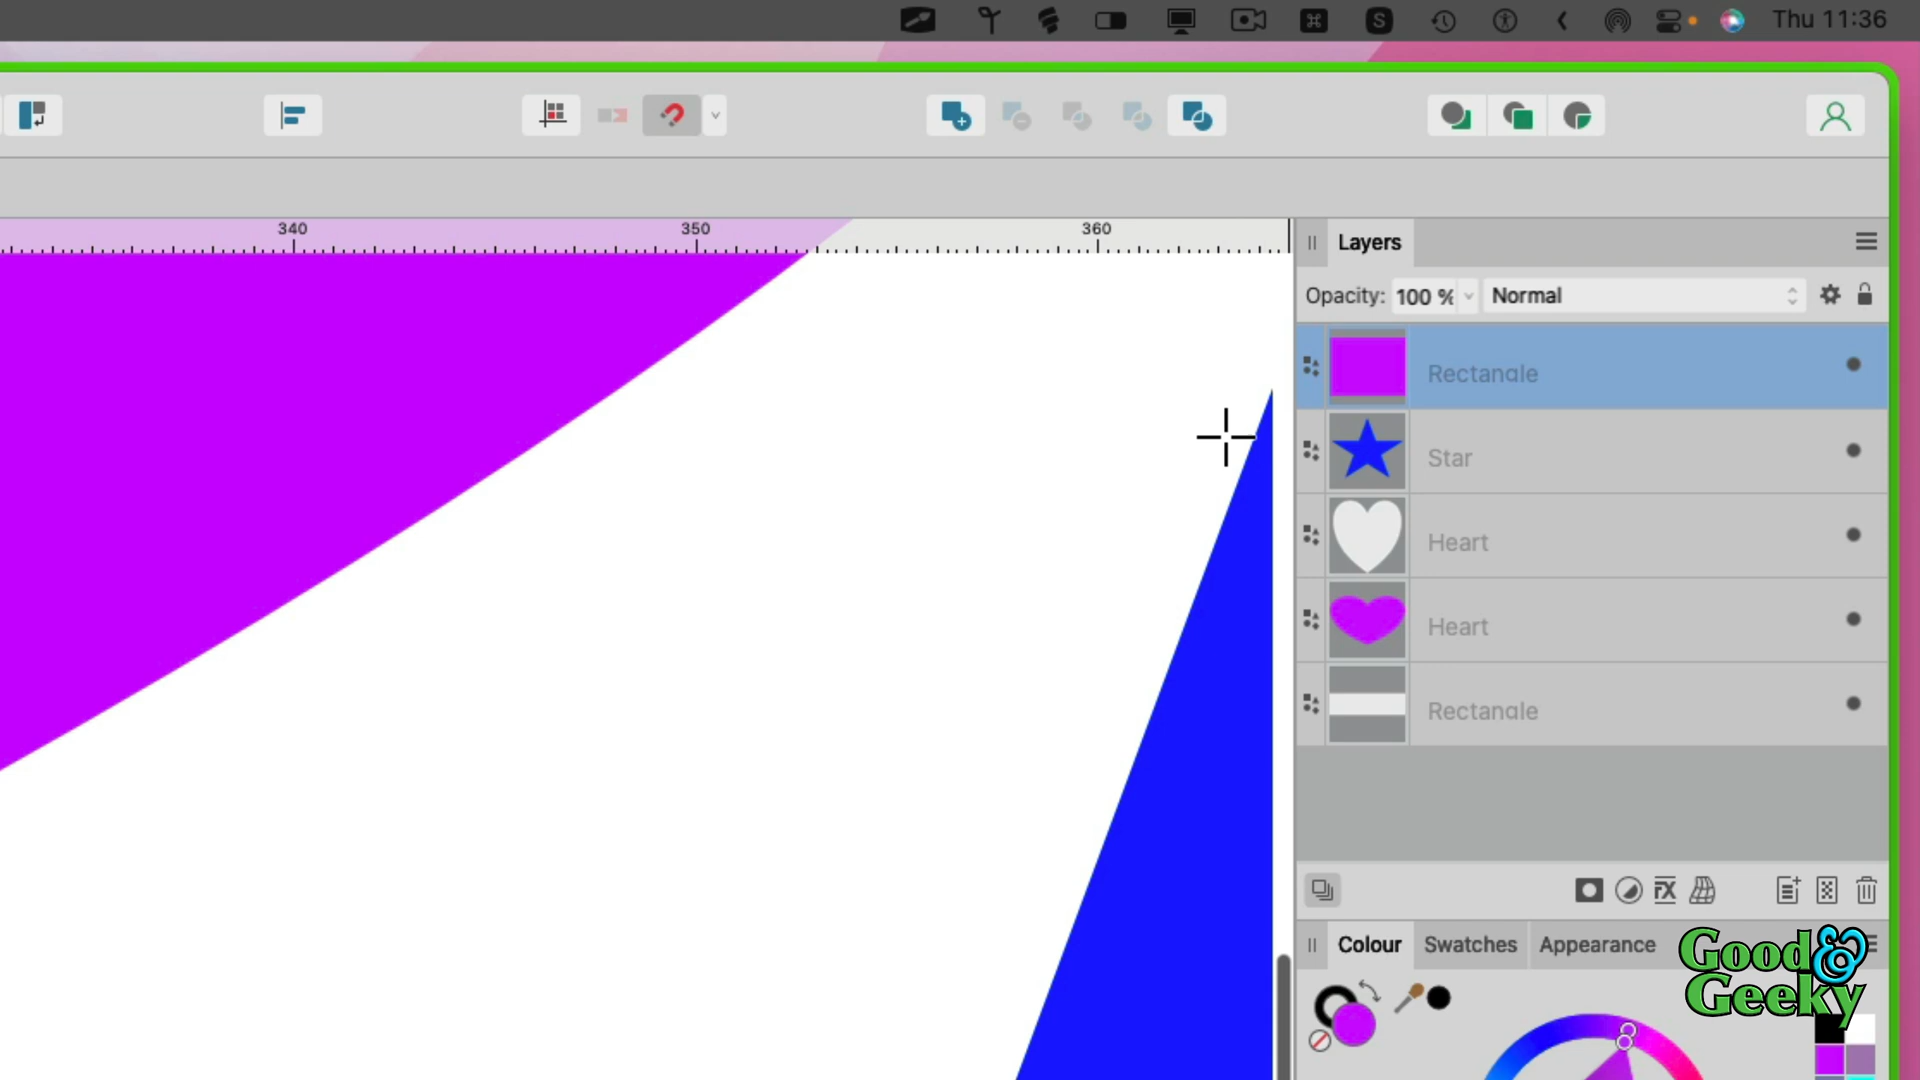 Thu 11:36
340
350
360
Layers
Opacity: 100 %
Normal
Rectangle
Star
Heart
Heart
Rectangle
FX
Colour
Swatches
Appearance
Good &
Geeky